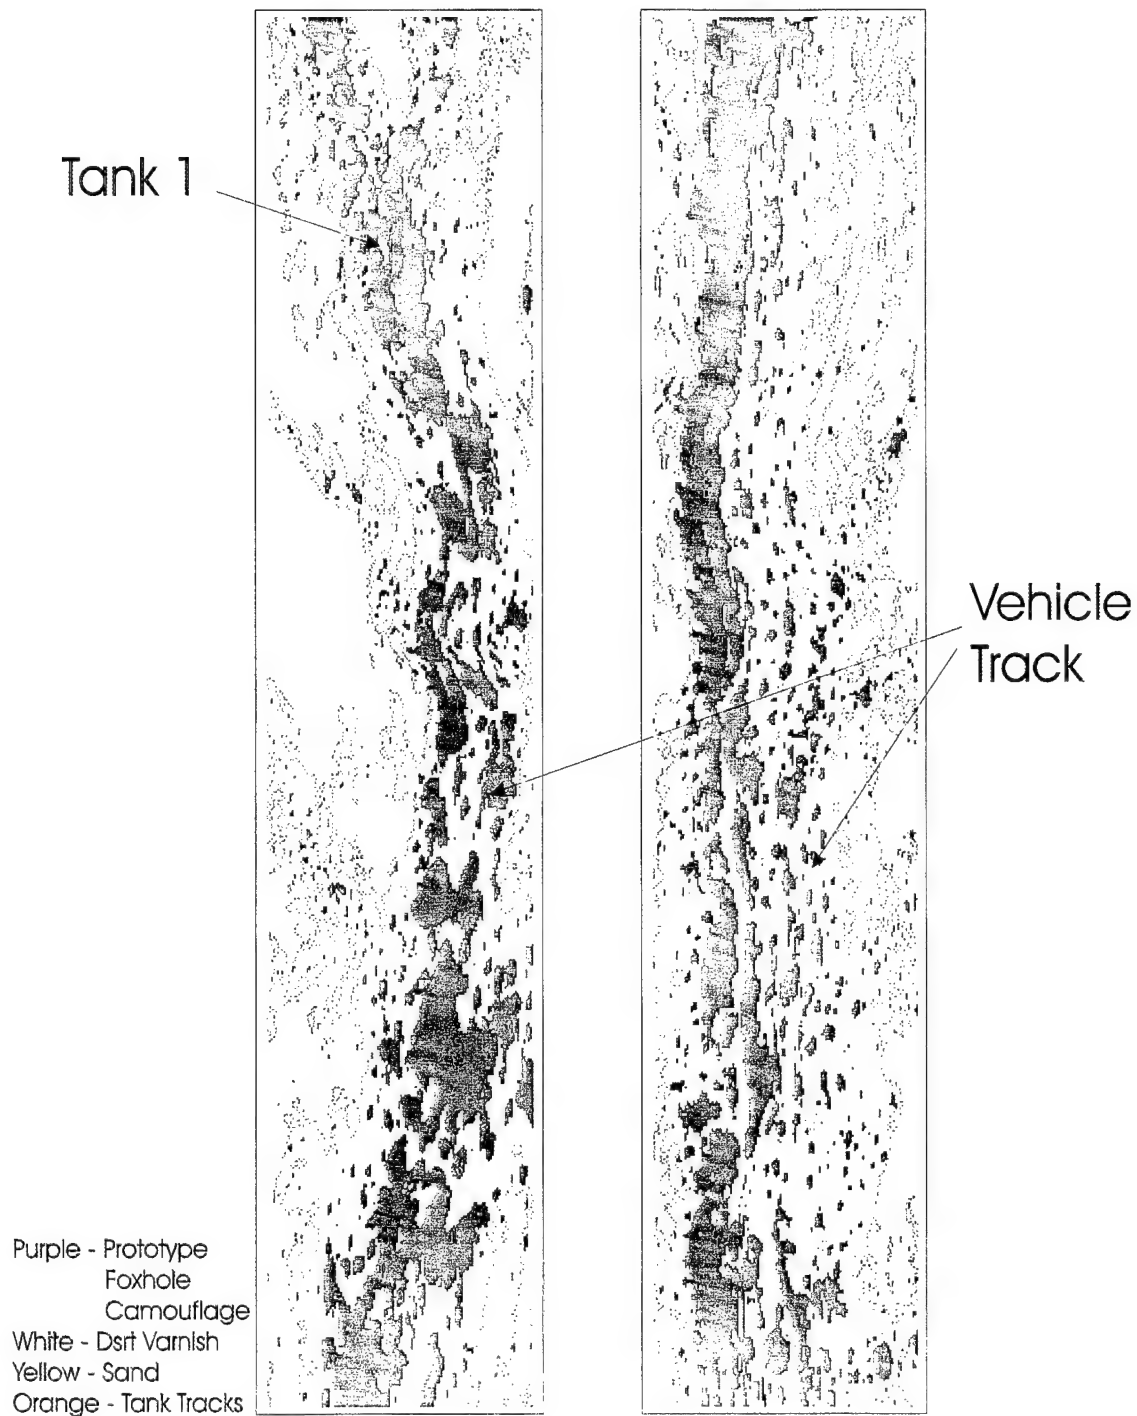 Tank 1
Vehicle
Track
Purple - Prototype
Foxhole
Camouflage
White - Dsrt Varnish
Yellow - Sand
Orange - Tank Tracks